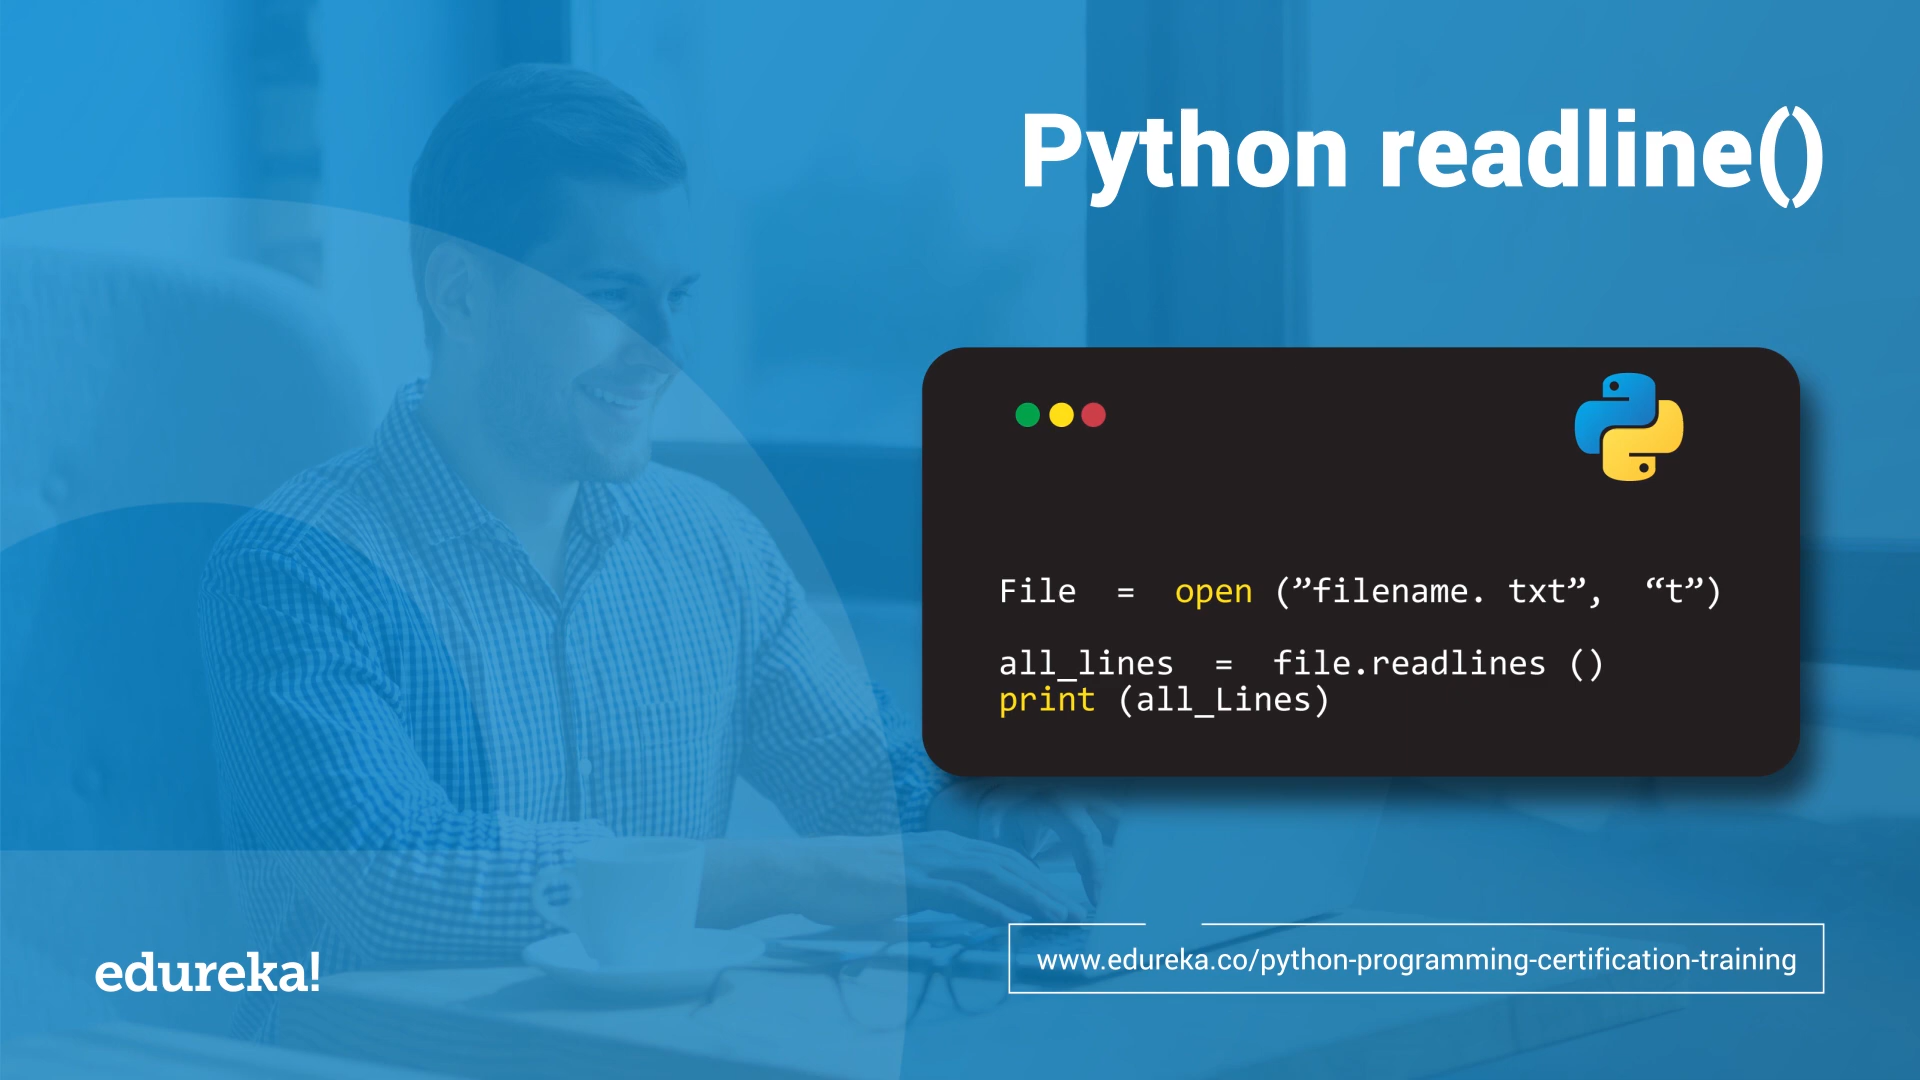 Python readline()
File = open (”filename. txt”, “t”)
all_lines = file.readlines ()
print (all_Lines)
edureka!
www.edureka.co/python-programming-certification-training